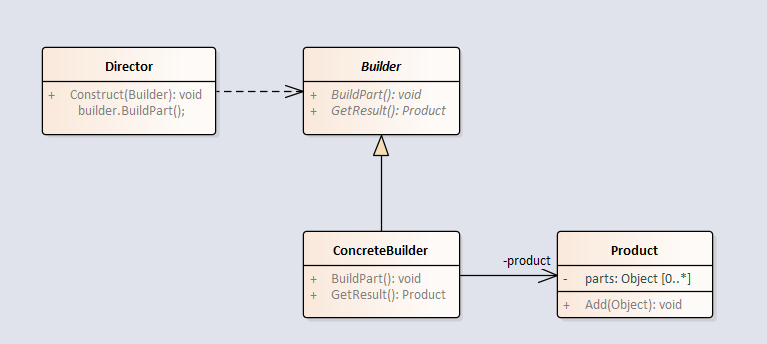 Director
+ Construct(Builder): void
builder.BuildPart();
Builder
+ BuildPart(): void
+ GetResult(): Product
ConcreteBuilder
+ BuildPart(): void
+ GetResult(): Product
-product
Product
- parts: Object [0..*]
+ Add(Object): void